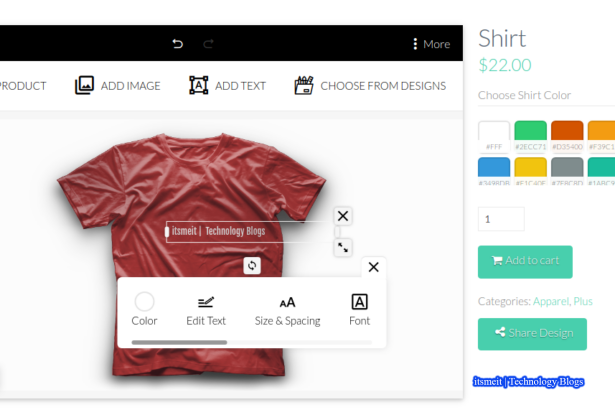 More
PRODUCT
ADD IMAGE
ADD TEXT
CHOOSE FROM DESIGNS
itsmeit | Technology Blogs
Color
Edit Text
Size & Spacing
Font
Shirt
$22.00
Choose Shirt Color
#FFF
#2ECC71
#D35400
#F39C1
#3498DB
#F1C40F
#7F8C8D
#1ABC9
1
Add to cart
Categories: Apparel, Plus
Share Design
itsmeit | Technology Blogs